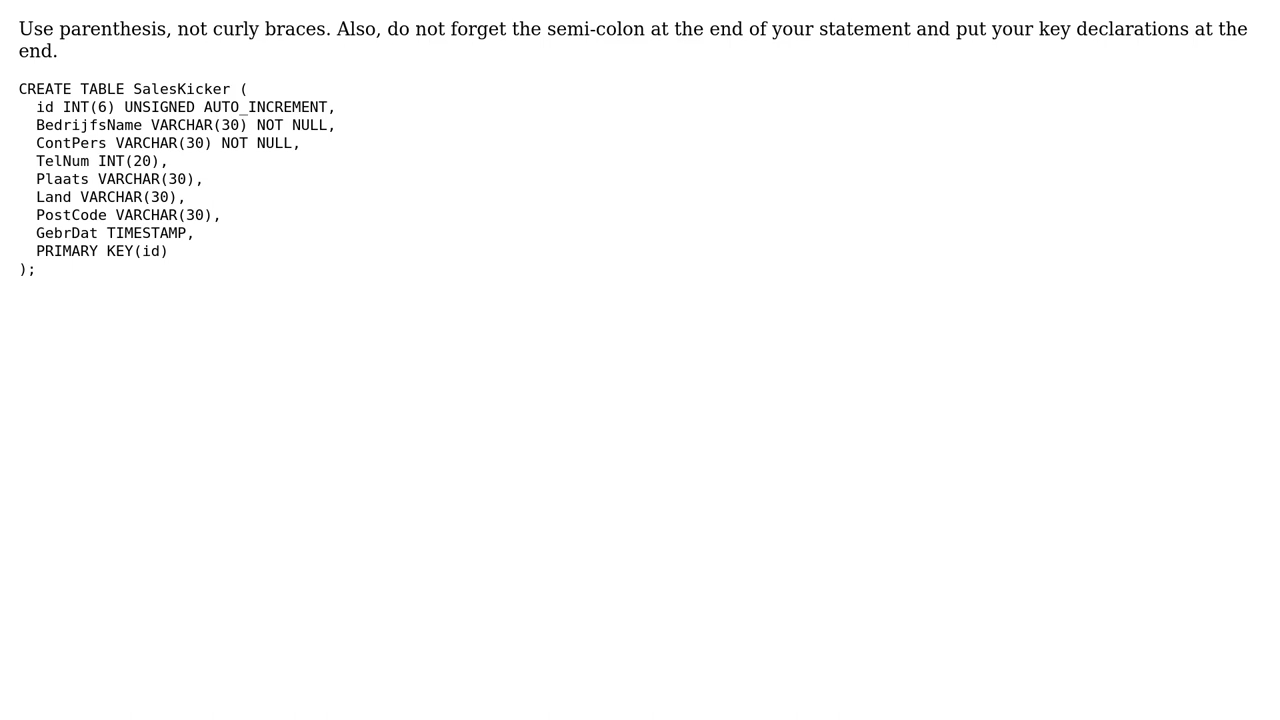 Use parenthesis, not curly braces. Also, do not forget the semi-colon at the end of your statement and put your key declarations at the
end.
CREATE TABLE SalesKicker (
  id INT(6) UNSIGNED AUTO_INCREMENT,
  BedrijfsName VARCHAR(30) NOT NULL,
  ContPers VARCHAR(30) NOT NULL,
  TelNum INT(20),
  Plaats VARCHAR(30),
  Land VARCHAR(30),
  PostCode VARCHAR(30),
  GebrDat TIMESTAMP,
  PRIMARY KEY(id)
);